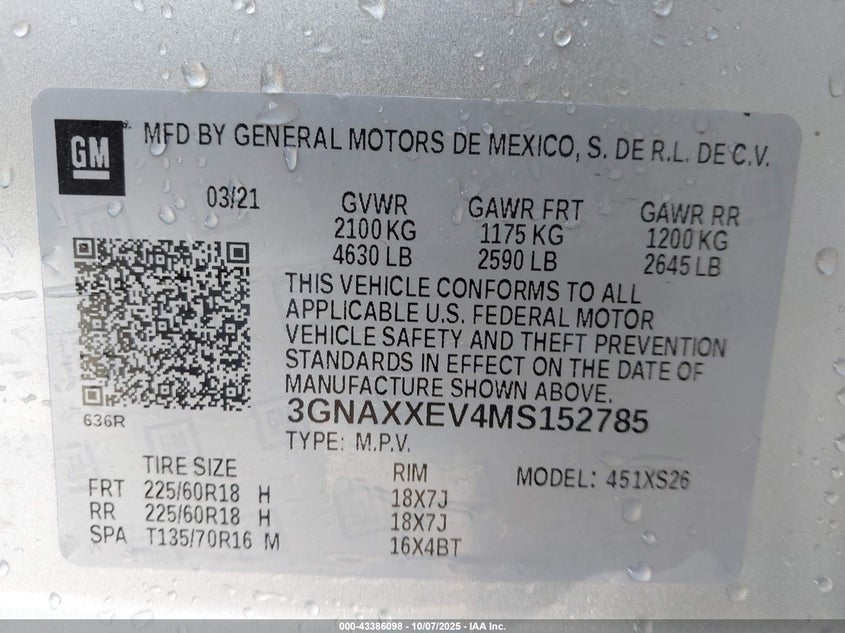 GM
MFD BY GENERAL MOTORS DE MEXICO, S. DE R.L. DE C.V.
03/21
GVWR GAWR FRT GAWR RR
2100 KG 1175 KG 1200 KG
4630 LB 2590 LB 2645 LB
THIS VEHICLE CONFORMS TO ALL
APPLICABLE U.S. FEDERAL MOTOR
VEHICLE SAFETY AND THEFT PREVENTION
STANDARDS IN EFFECT ON THE DATE OF
MANUFACTURE SHOWN ABOVE.
636R
3GNAXXEV4MS152785
TYPE: M.P.V.
TIRE SIZE RIM MODEL: 451XS26
FRT 225/60R18 H 18X7J
RR 225/60R18 H 18X7J
SPA T135/70R16 M 16X4BT
000-43386098 - 10/07/2025 - IAA Inc.